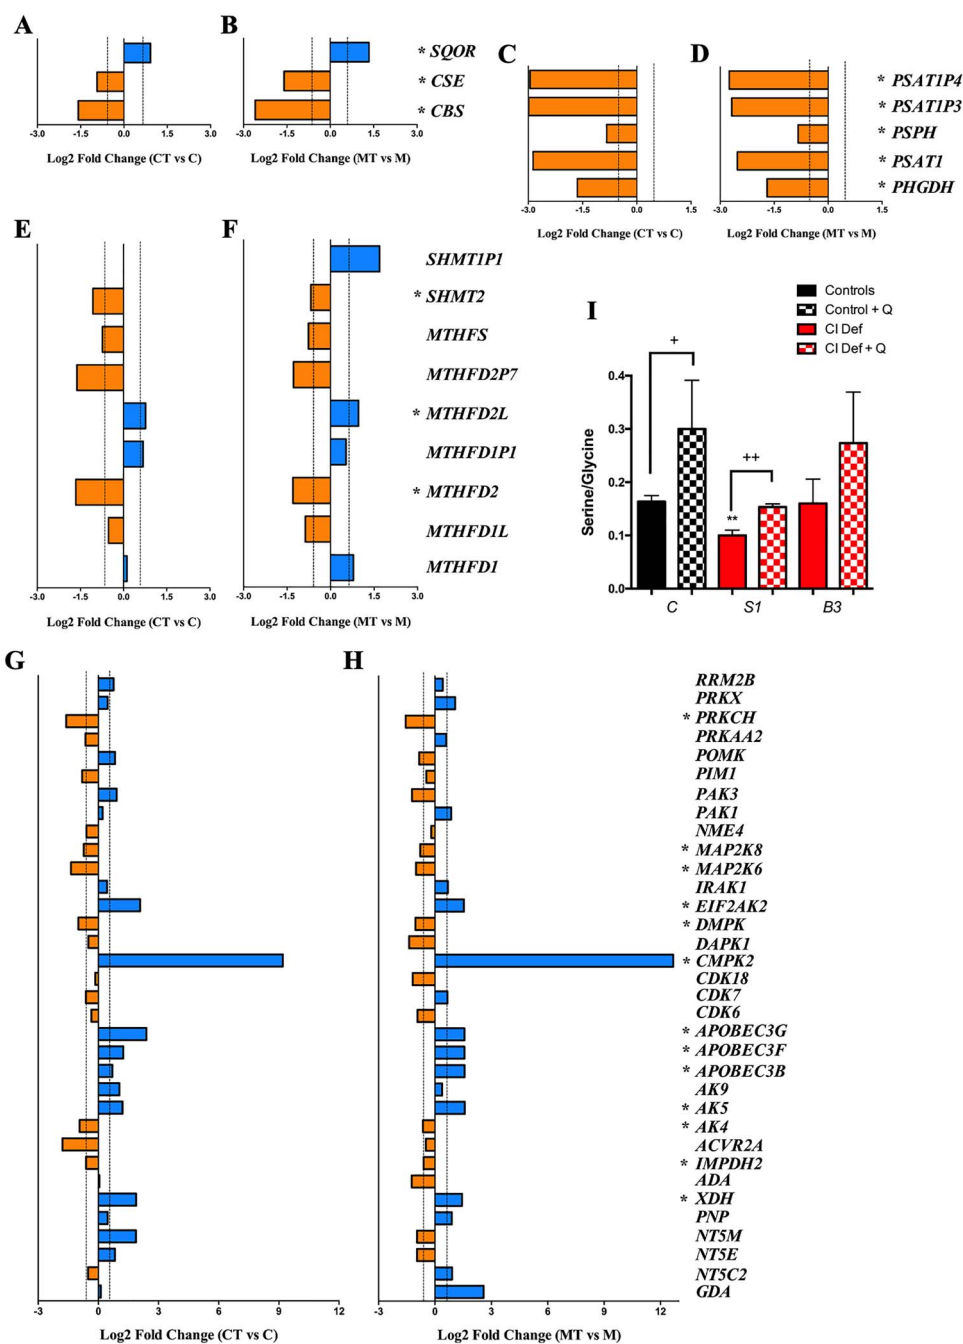 A
B
* SQOR
* CSE
* CBS
-3.0 -1.5 0.0 1.5 3.0
-3.0 -1.5 0.0 1.5 3.0
Log2 Fold Change (CT vs C)
Log2 Fold Change (MT vs M)
C
D
* PSAT1P4
* PSAT1P3
* PSPH
* PSAT1
* PHGDH
-3.0 -1.5 0.0 1.5
-3.0 -1.5 0.0 1.5
Log2 Fold Change (CT vs C)
Log2 Fold Change (MT vs M)
E
F
SHMT1P1
* SHMT2
MTHFS
MTHFD2P7
* MTHFD2L
MTHFD1P1
* MTHFD2
MTHFD1L
MTHFD1
-3.0 -1.5 0.0 1.5 3.0
-3.0 -1.5 0.0 1.5 3.0
Log2 Fold Change (CT vs C)
Log2 Fold Change (MT vs M)
I
Controls
Control + Q
CI Def
CI Def + Q
Serine/Glycine
0.4
0.3
0.2
0.1
0.0
+
++
**
C S1 B3
G
H
RRM2B
PRKX
* PRKCH
PRKAA2
POMK
PIM1
PAK3
PAK1
NME4
* MAP2K8
* MAP2K6
IRAK1
* EIF2AK2
* DMPK
DAPK1
* CMPK2
CDK18
CDK7
CDK6
* APOBEC3G
* APOBEC3F
* APOBEC3B
AK9
* AK5
* AK4
ACVR2A
* IMPDH2
ADA
* XDH
PNP
NT5M
NT5E
NT5C2
GDA
-3 0 3 6 9 12
-3 0 3 6 9 12
Log2 Fold Change (CT vs C)
Log2 Fold Change (MT vs M)